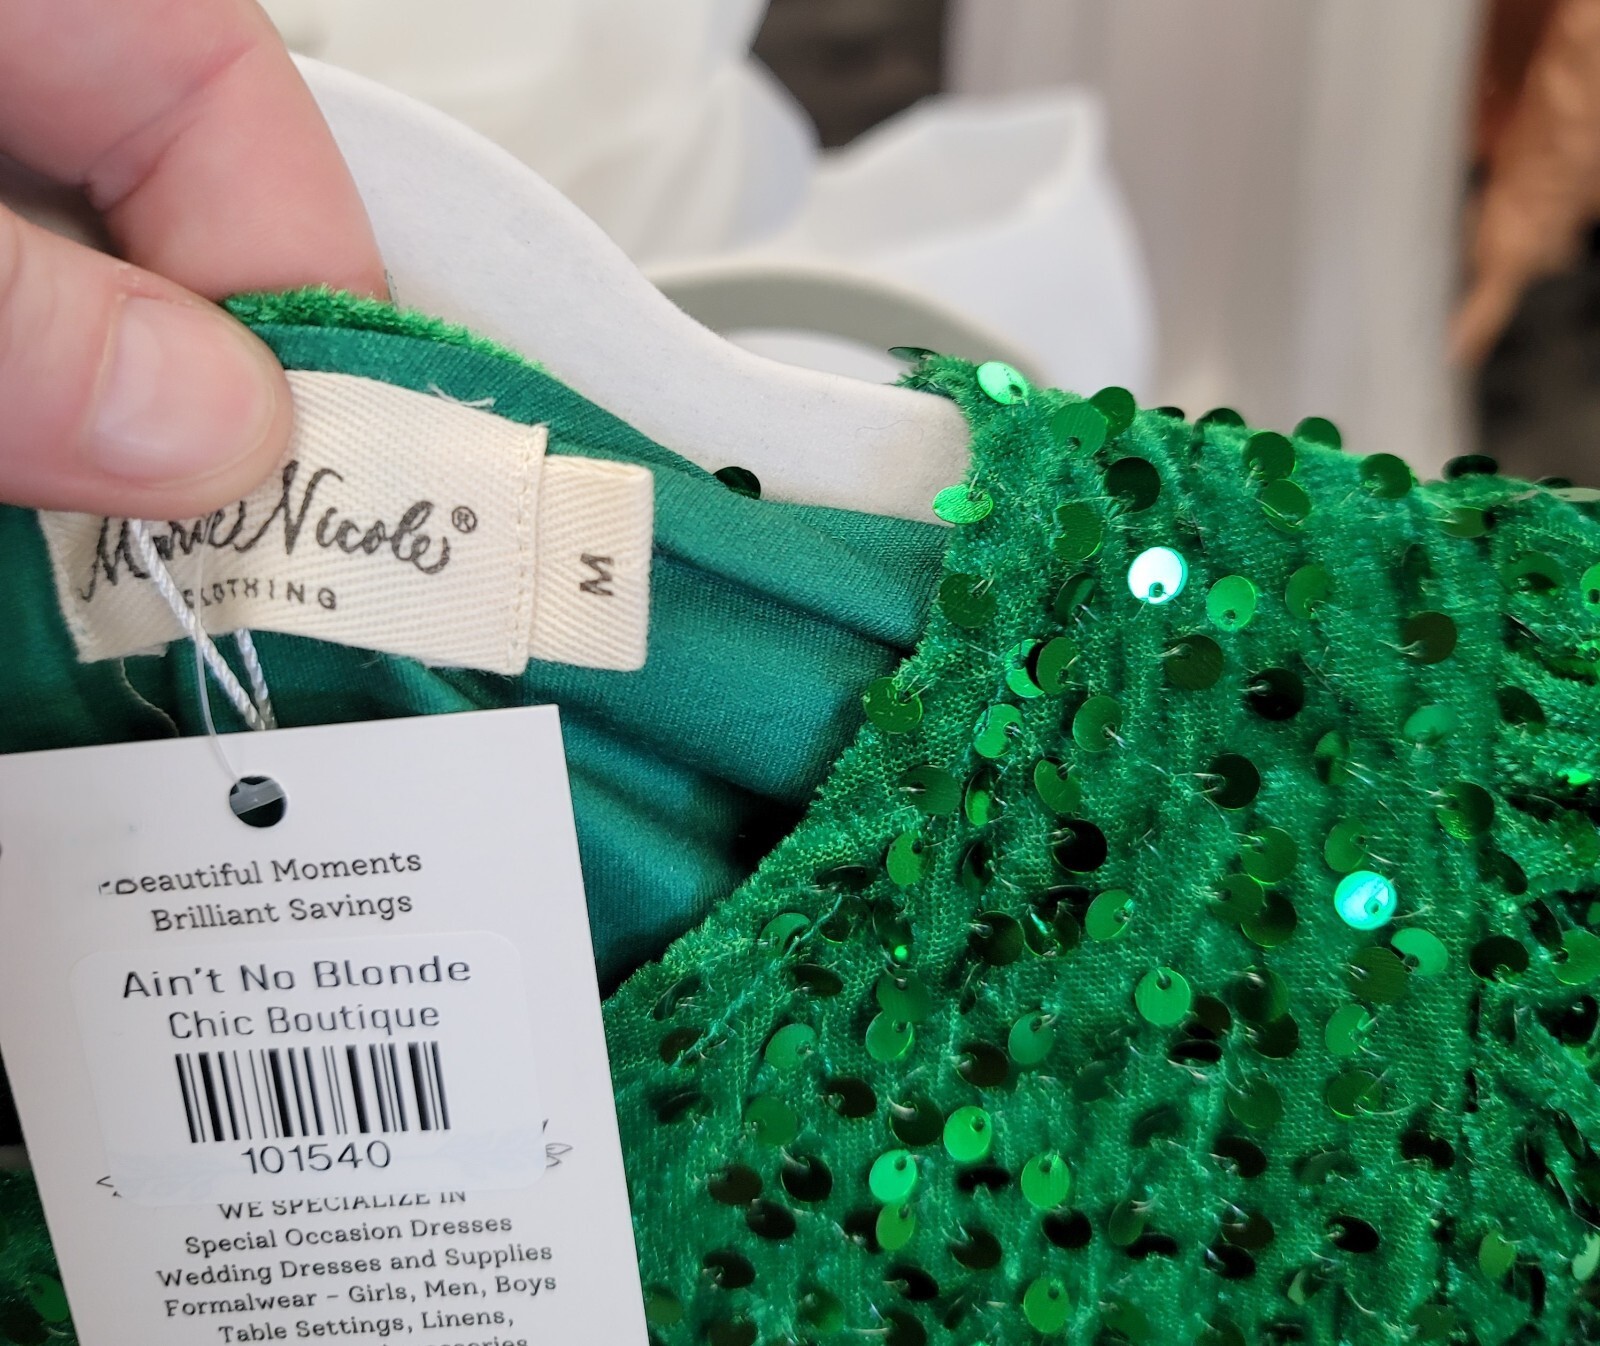 Marie Nicole®
CLOTHING
M
Beautiful Moments
Brilliant Savings
Ain't No Blonde
Chic Boutique
101540
WE SPECIALIZE IN
Special Occasion Dresses
Wedding Dresses and Supplies
Formalwear – Girls, Men, Boys
Table Settings, Linens,